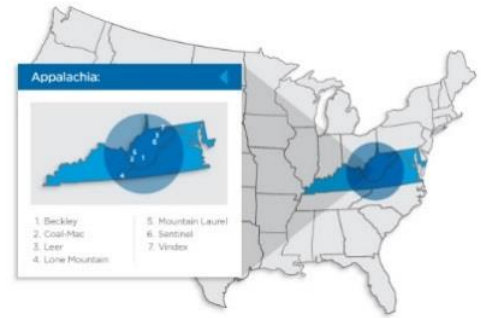 Appalachia:
1. Beckley
2. Coal-Mac
3. Leer
4. Lone Mountain
5. Mountain Laurel
6. Sentinel
7. Vindex